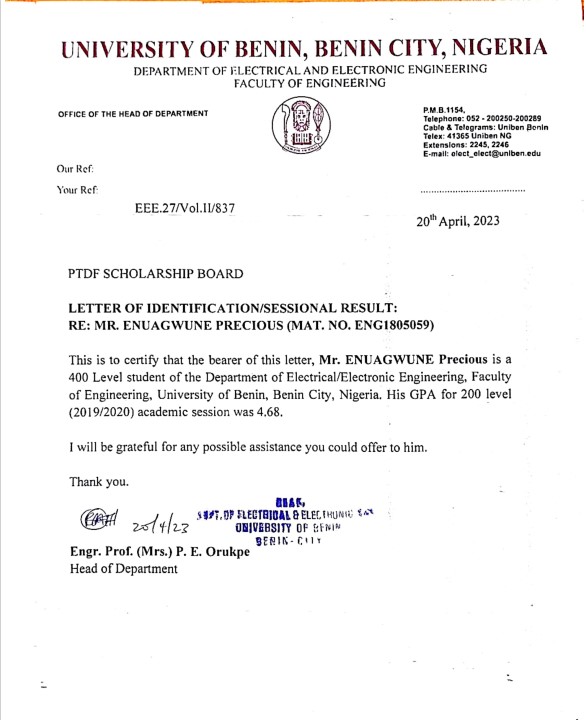 UNIVERSITY OF BENIN, BENIN CITY, NIGERIA
DEPARTMENT OF ELECTRICAL AND ELECTRONIC ENGINEERING
FACULTY OF ENGINEERING
OFFICE OF THE HEAD OF DEPARTMENT
P.M.B.1154,
Telephone: 052 - 200250-200289
Cable & Telegrams: Uniben Benin
Telex: 41365 Uniben NG
Extensions: 2245, 2246
E-mail: elect_elect@uniben.edu
Our Ref:
Your Ref:
EEE.27/Vol.II/837
20th April, 2023
PTDF SCHOLARSHIP BOARD
LETTER OF IDENTIFICATION/SESSIONAL RESULT:
RE: MR. ENUAGWUNE PRECIOUS (MAT. NO. ENG1805059)
This is to certify that the bearer of this letter, Mr. ENUAGWUNE Precious is a
400 Level student of the Department of Electrical/Electronic Engineering, Faculty
of Engineering, University of Benin, Benin City, Nigeria. His GPA for 200 level
(2019/2020) academic session was 4.68.
I will be grateful for any possible assistance you could offer to him.
Thank you.
20/4/23
DEPT. OF ELECTRICAL & ELECTRONIC
UNIVERSITY OF BENIN
BENIN-CITY
Engr. Prof. (Mrs.) P. E. Orukpe
Head of Department